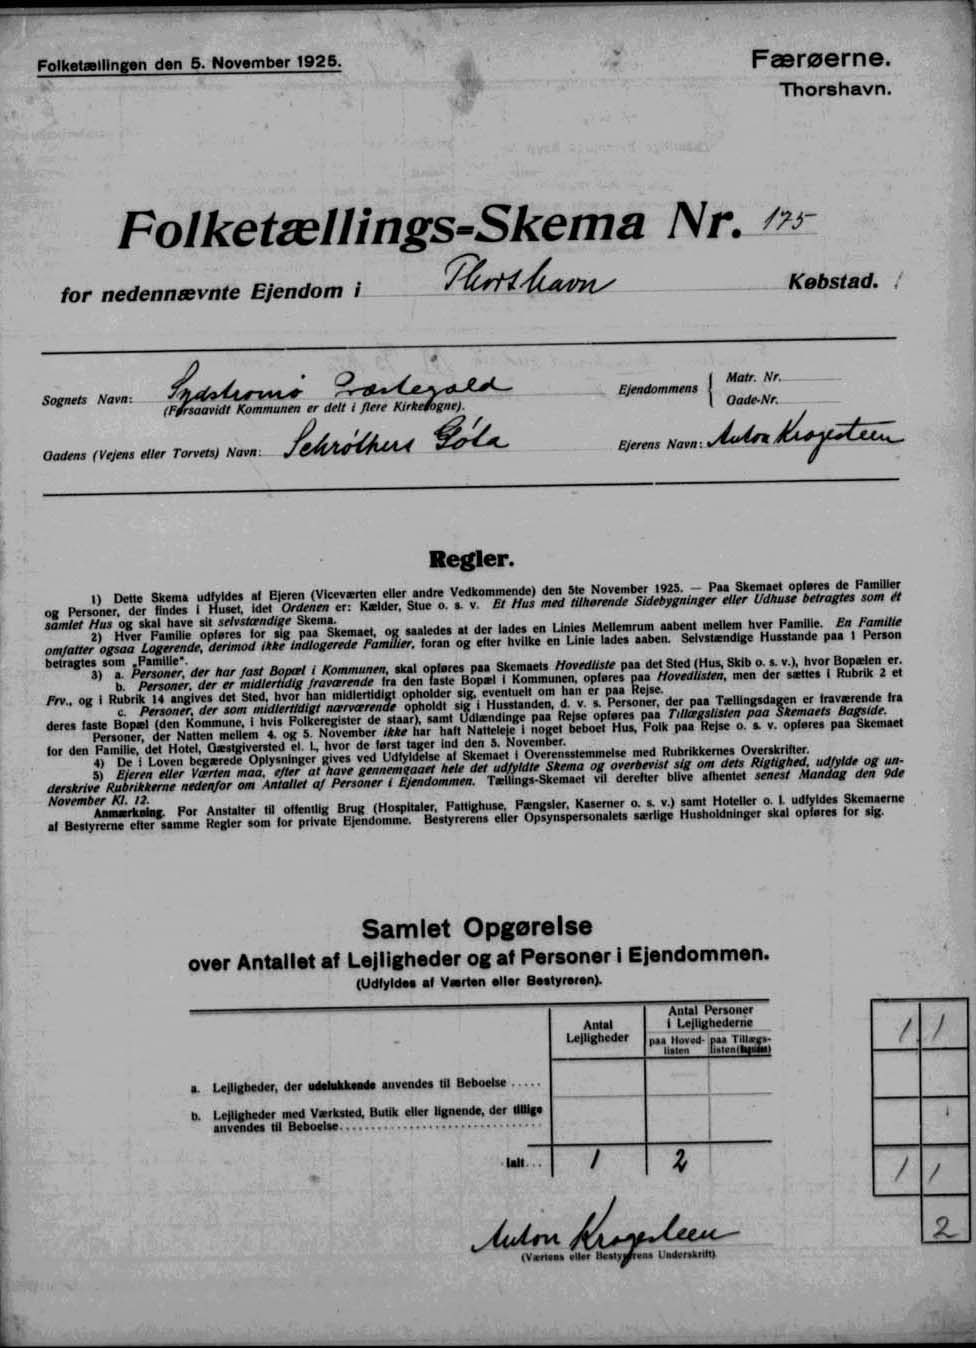 Folketællingen den 5. November 1925.
Færøerne.
Thorshavn.
Folketællings-Skema Nr. 175
for nedennævnte Ejendom i Thorshavn Købstad.
Sognets Navn: Sydstrømø Præstegæld
(Forsaavidt Kommunen er delt i flere Kirkesogne).
Ejendommens
Matr. Nr.
Gade-Nr.
Gadens (Vejens eller Torvets) Navn: Schróthers Góta
Ejerens Navn: Anton Kragesteen
Regler.
1) Dette Skema udfyldes af Ejeren (Viceværten eller andre Vedkommende) den 5te November 1925. — Paa Skemaet opføres de Familier
og Personer, der findes i Huset, idet Ordenen er: Kælder, Stue o. s. v. Et Hus med tilhørende Sidebygninger eller Udhuse betragtes som ét
samlet Hus og skal have sit selvstændige Skema.
2) Hver Familie opføres for sig paa Skemaet, og saaledes at der lades en Linies Mellemrum aabent mellem hver Familie. En Familie
omfatter ogsaa Logerende, derimod ikke indlogerede Familier, foran og efter hvilke en Linie lades aaben. Selvstændige Husstande paa 1 Person
betragtes som „Familie".
3) a. Personer, der har fast Bopæl i Kommunen, skal opføres paa Skemaets Hovedliste paa det Sted (Hus, Skib o. s. v.), hvor Bopælen er.
b. Personer, der er midlertidig fraværende fra den faste Bopæl i Kommunen, opføres paa Hovedlisten, men der sættes i Rubrik 2 et
Frv., og i Rubrik 14 angives det Sted, hvor han midlertidigt opholder sig, eventuelt om han er paa Rejse.
c. Personer, der som midlertidigt nærværende opholdt sig i Husstanden, d. v. s. Personer, der paa Tællingsdagen er fraværende fra
deres faste Bopæl (den Kommune, i hvis Folkeregister de staar), samt Udlændinge paa Rejse opføres paa Tillægslisten paa Skemaets Bagside.
Personer, der Natten mellem 4. og 5. November ikke har haft Natteleje i noget beboet Hus, Folk paa Rejse o. s. v. opføres paa Skemaet
for den Familie, det Hotel, Gæstgiversted el. l., hvor de først tager ind den 5. November.
4) De i Loven begærede Oplysninger gives ved Udfyldelse af Skemaet i Overensstemmelse med Rubrikkernes Overskrifter.
5) Ejeren eller Værten maa, efter at have gennemgaaet hele det udfyldte Skema og overbevist sig om dets Rigtighed, udfylde og un-
derskrive Rubrikkerne nedenfor om Antallet af Personer i Ejendommen. Tællings-Skemaet vil derefter blive afhentet senest Mandag den 9de
November Kl. 12.
Anmærkning. For Anstalter til offentlig Brug (Hospitaler, Fattighuse, Fængsler, Kaserner o. s. v.) samt Hoteller o. l. udfyldes Skemaerne
af Bestyrerne efter samme Regler som for private Ejendomme. Bestyrerens eller Opsynspersonalets særlige Husholdninger skal opføres for sig.
Samlet Opgørelse
over Antallet af Lejligheder og af Personer i Ejendommen.
(Udfyldes af Værten eller Bestyreren).
Antal
Lejligheder
Antal Personer
i Lejlighederne
paa Hoved-
listen
paa Tillægs-
listen (Bagsiden)
a. Lejligheder, der udelukkende anvendes til Beboelse .....
b. Lejligheder med Værksted, Butik eller lignende, der tillige
anvendes til Beboelse
Ialt... 1 2
1 1
1 1
2
Anton Kragesteen
(Værtens eller Bestyrerens Underskrift)